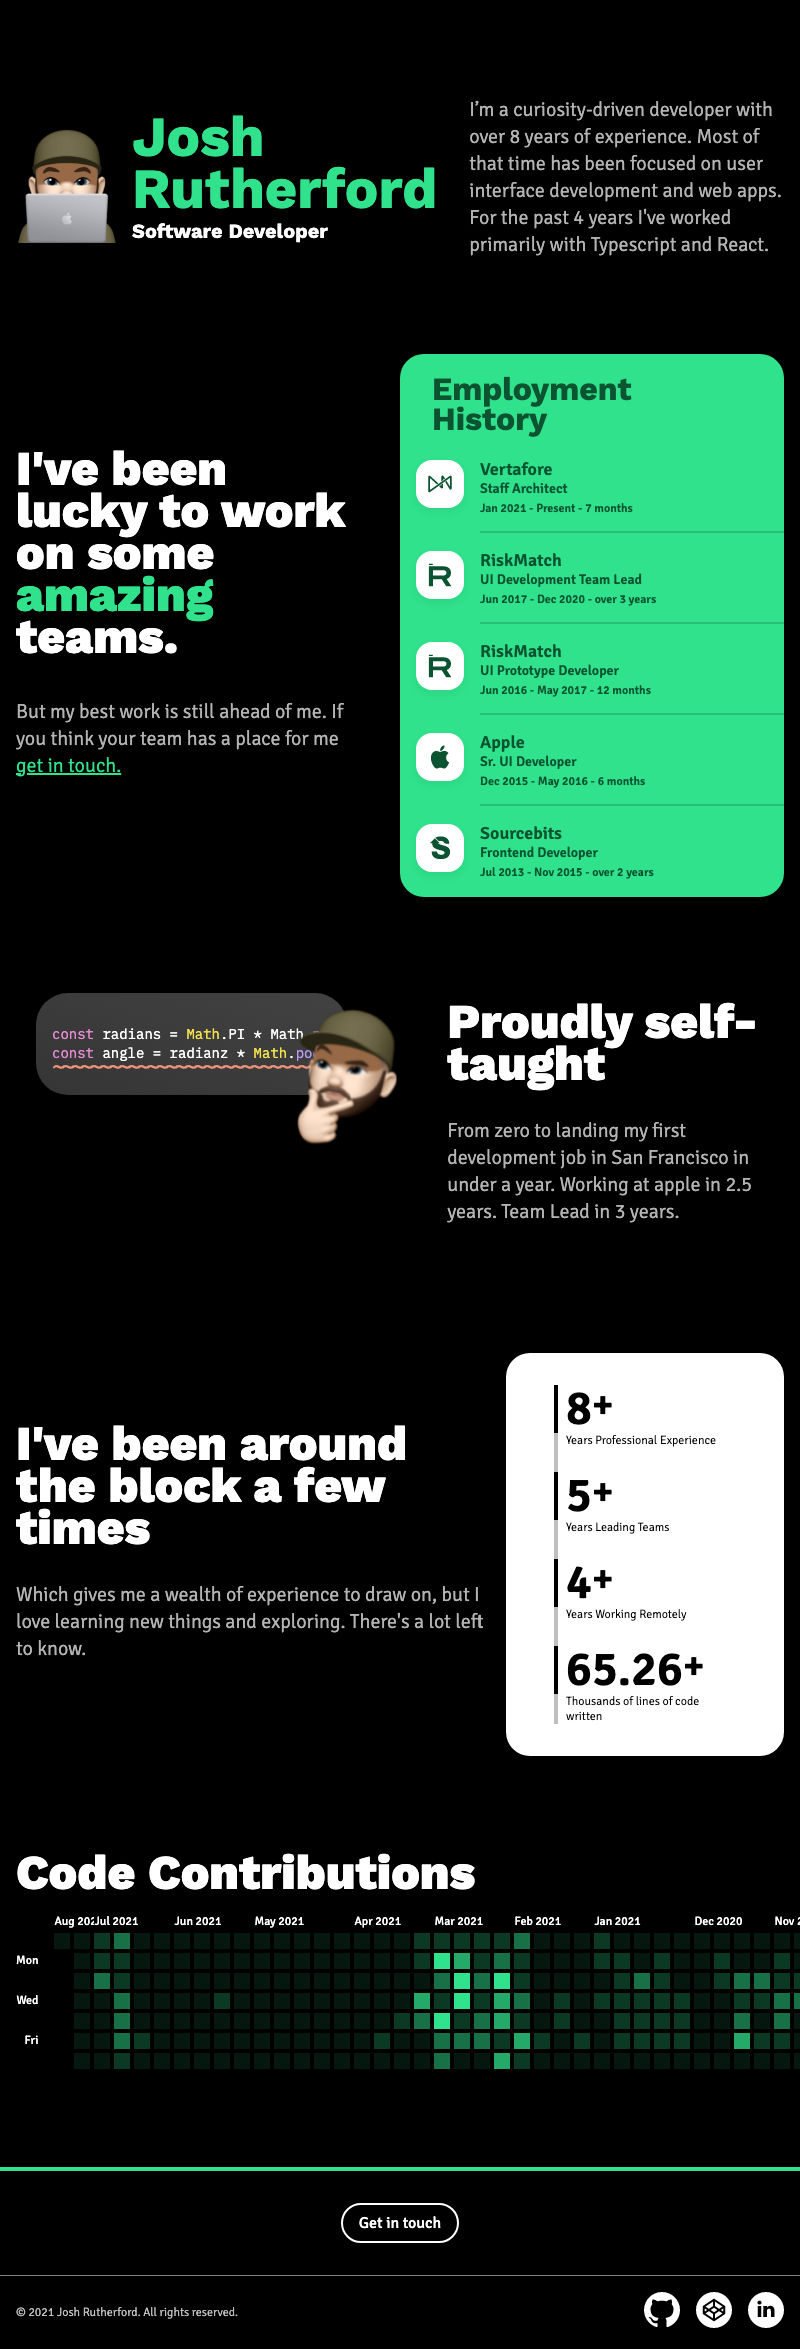 Josh
Rutherford
Software Developer
I'm a curiosity-driven developer with
over 8 years of experience. Most of
that time has been focused on user
interface development and web apps.
For the past 4 years I've worked
primarily with Typescript and React.
I've been
lucky to work
on some
amazing
teams.
But my best work is still ahead of me. If
you think your team has a place for me
get in touch.
Employment
History
Vertafore
Staff Architect
Jan 2021 - Present - 7 months
RiskMatch
UI Development Team Lead
Jun 2017 - Dec 2020 - over 3 years
RiskMatch
UI Prototype Developer
Jun 2016 - May 2017 - 12 months
Apple
Sr. UI Developer
Dec 2015 - May 2016 - 6 months
Sourcebits
Frontend Developer
Jul 2013 - Nov 2015 - over 2 years
const radians = Math.PI * Math
const angle = radianz * Math.po
Proudly self-
taught
From zero to landing my first
development job in San Francisco in
under a year. Working at apple in 2.5
years. Team Lead in 3 years.
I've been around
the block a few
times
Which gives me a wealth of experience to draw on, but I
love learning new things and exploring. There's a lot left
to know.
8+
Years Professional Experience
5+
Years Leading Teams
4+
Years Working Remotely
65.26+
Thousands of lines of code
written
Code Contributions
Aug 202 Jul 2021 Jun 2021 May 2021 Apr 2021 Mar 2021 Feb 2021 Jan 2021 Dec 2020 Nov 2
Mon
Wed
Fri
Get in touch
© 2021 Josh Rutherford. All rights reserved.
in